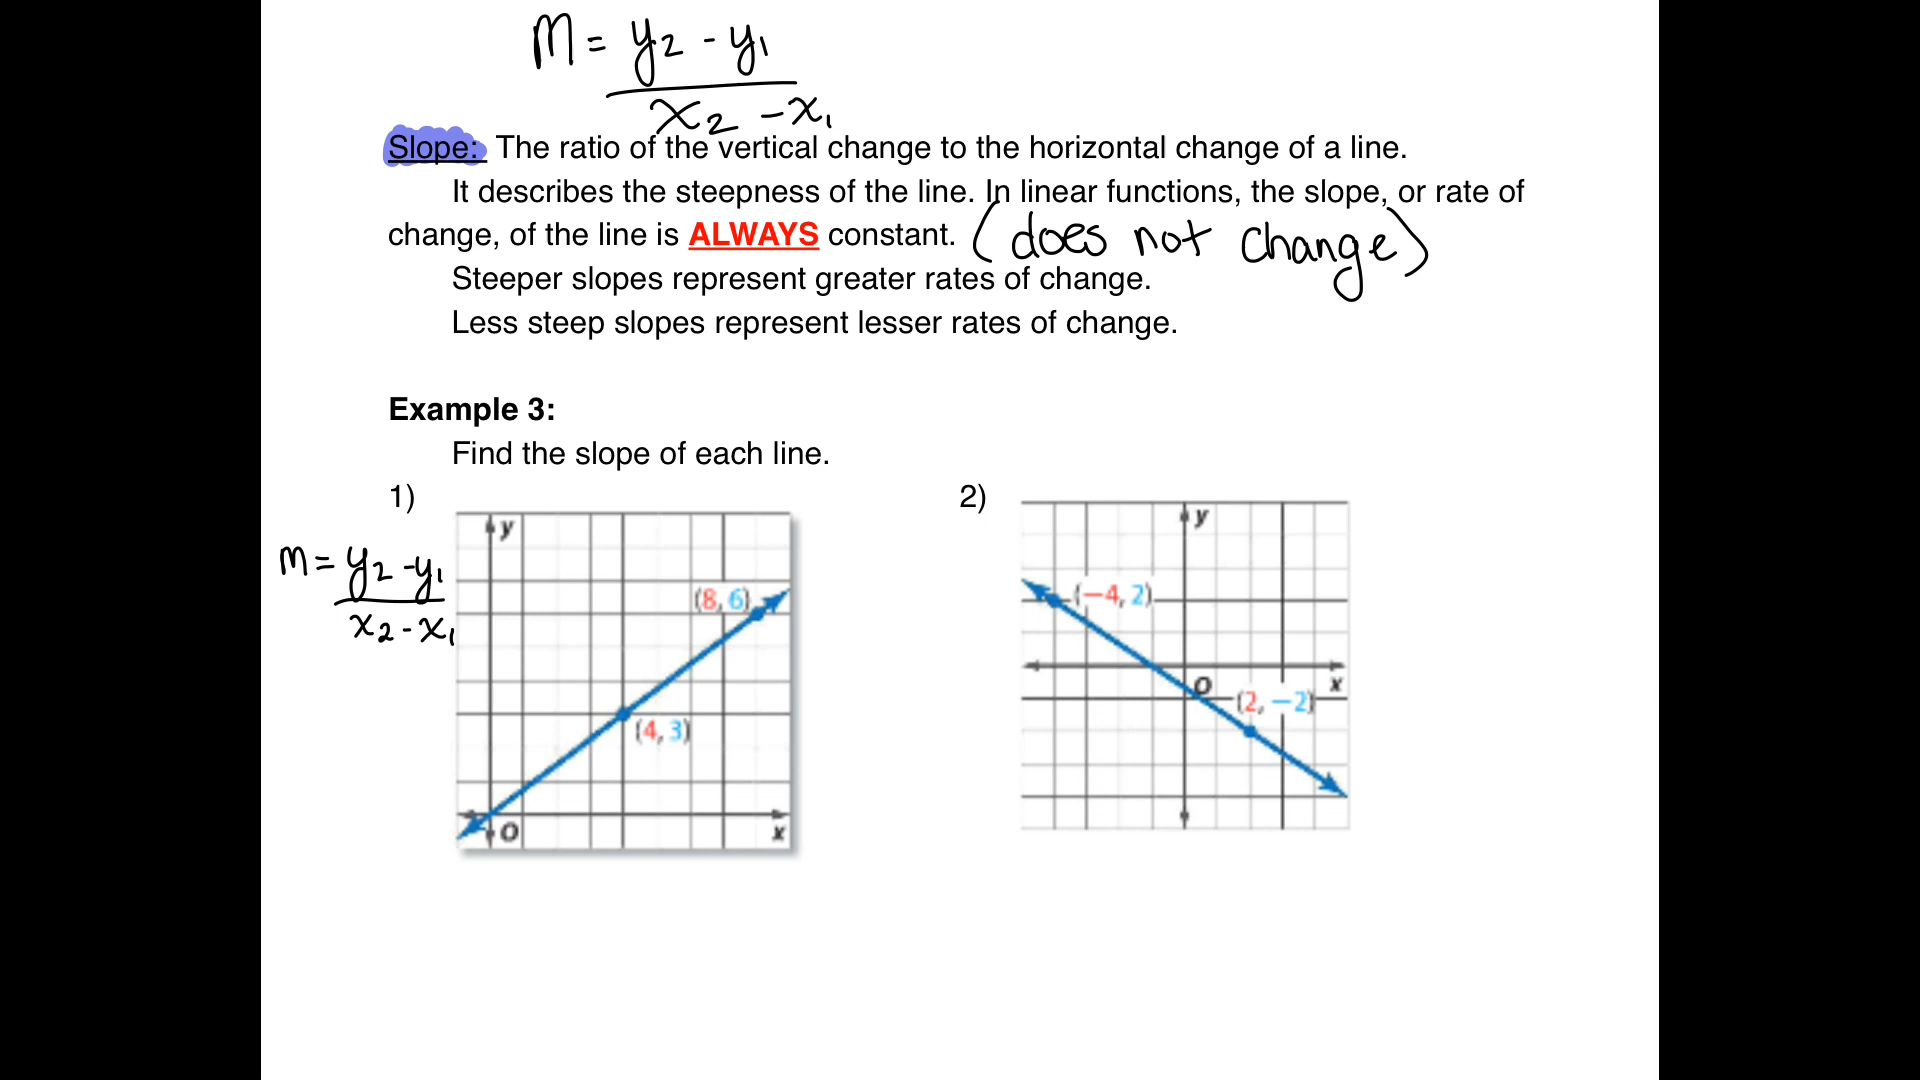 m = y2 - y1
x2 - x1
Slope: The ratio of the vertical change to the horizontal change of a line.
It describes the steepness of the line. In linear functions, the slope, or rate of
change, of the line is ALWAYS constant. (does not change)
Steeper slopes represent greater rates of change.
Less steep slopes represent lesser rates of change.
Example 3:
Find the slope of each line.
1)
m = y2 - y1
x2 - x1
y
(8, 6)
(4, 3)
O
x
2)
y
(−4, 2)
O
x
(2, −2)